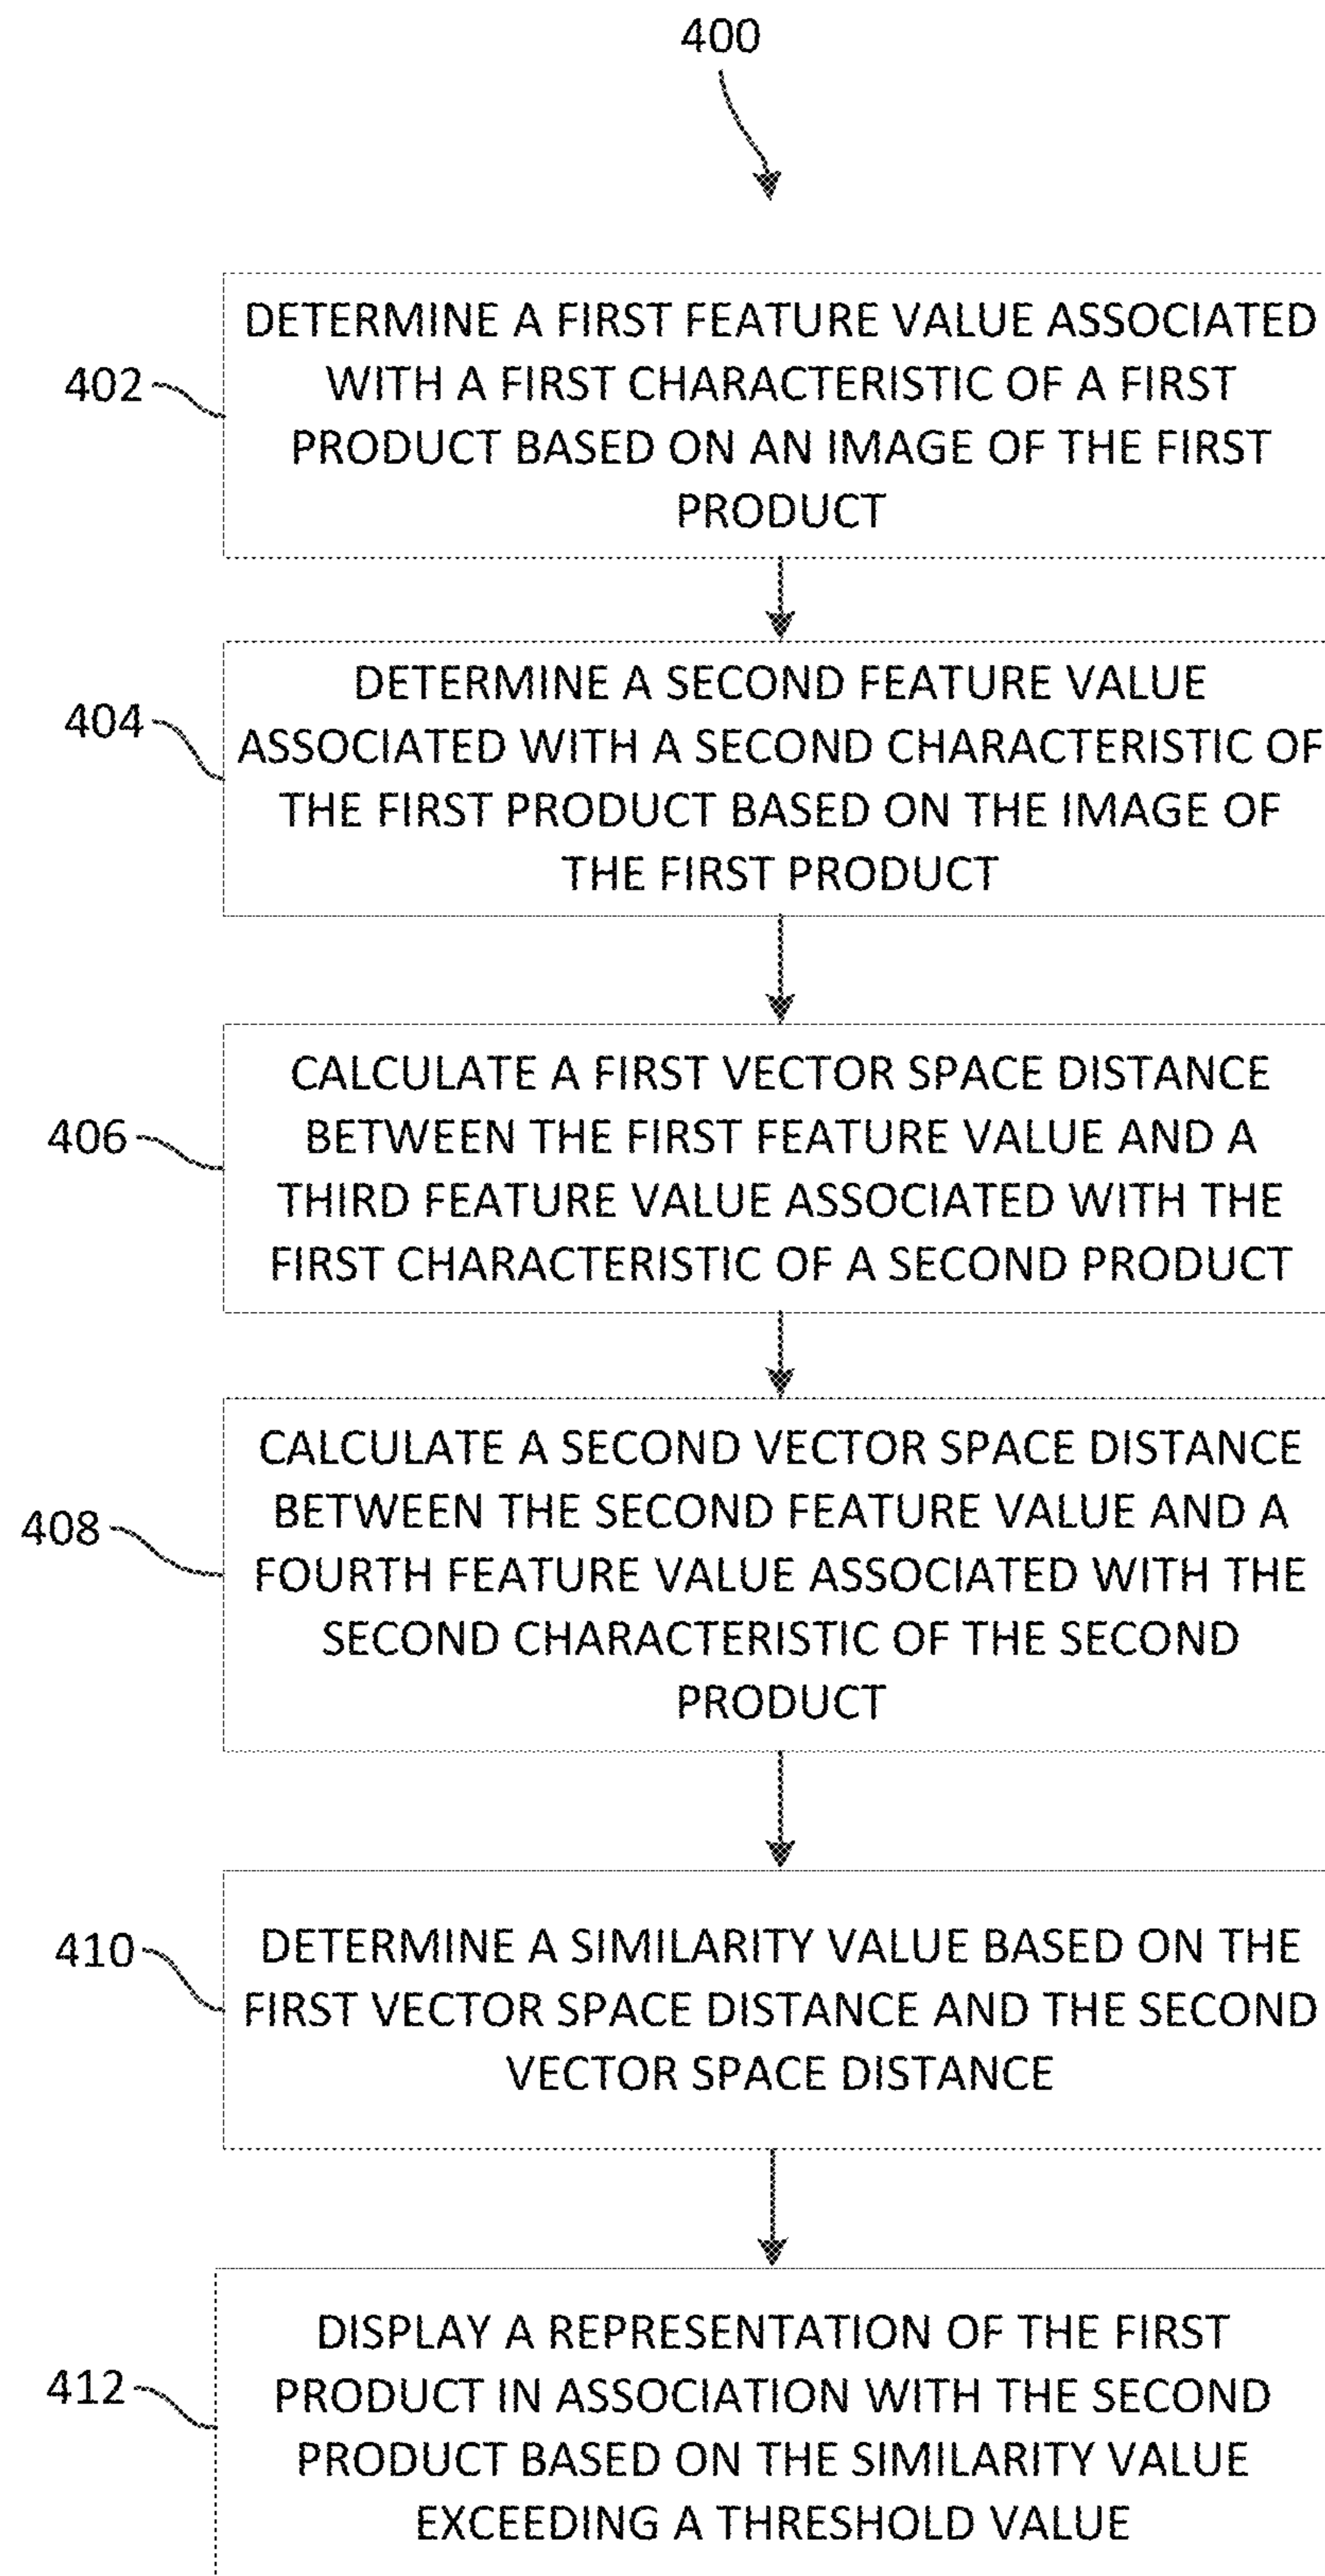 400
402
DETERMINE A FIRST FEATURE VALUE ASSOCIATED
WITH A FIRST CHARACTERISTIC OF A FIRST
PRODUCT BASED ON AN IMAGE OF THE FIRST
PRODUCT
404
DETERMINE A SECOND FEATURE VALUE
ASSOCIATED WITH A SECOND CHARACTERISTIC OF
THE FIRST PRODUCT BASED ON THE IMAGE OF
THE FIRST PRODUCT
406
CALCULATE A FIRST VECTOR SPACE DISTANCE
BETWEEN THE FIRST FEATURE VALUE AND A
THIRD FEATURE VALUE ASSOCIATED WITH THE
FIRST CHARACTERISTIC OF A SECOND PRODUCT
408
CALCULATE A SECOND VECTOR SPACE DISTANCE
BETWEEN THE SECOND FEATURE VALUE AND A
FOURTH FEATURE VALUE ASSOCIATED WITH THE
SECOND CHARACTERISTIC OF THE SECOND
PRODUCT
410
DETERMINE A SIMILARITY VALUE BASED ON THE
FIRST VECTOR SPACE DISTANCE AND THE SECOND
VECTOR SPACE DISTANCE
412
DISPLAY A REPRESENTATION OF THE FIRST
PRODUCT IN ASSOCIATION WITH THE SECOND
PRODUCT BASED ON THE SIMILARITY VALUE
EXCEEDING A THRESHOLD VALUE